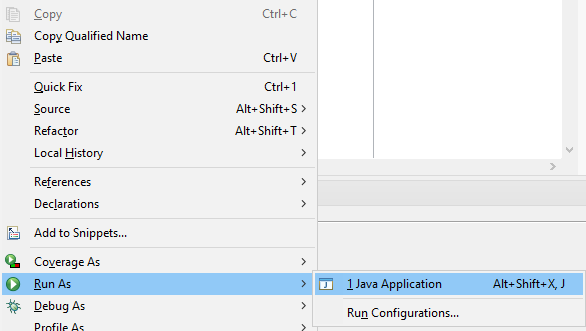 Copy Ctrl+C
Copy Qualified Name
Paste Ctrl+V
Quick Fix Ctrl+1
Source Alt+Shift+S >
Refactor Alt+Shift+T >
Local History >
References >
Declarations >
Add to Snippets...
Coverage As >
Run As >
1 Java Application Alt+Shift+X, J
Debug As >
Run Configurations...
Profile As >